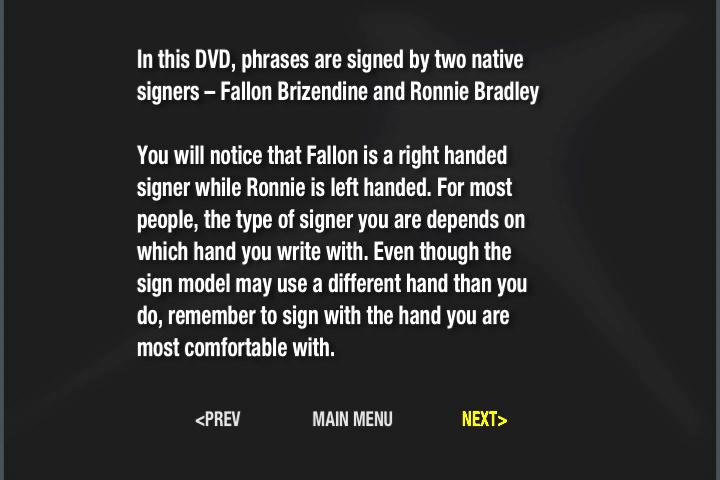 In this DVD, phrases are signed by two native
signers – Fallon Brizendine and Ronnie Bradley
You will notice that Fallon is a right handed
signer while Ronnie is left handed. For most
people, the type of signer you are depends on
which hand you write with. Even though the
sign model may use a different hand than you
do, remember to sign with the hand you are
most comfortable with.
<PREV MAIN MENU NEXT>